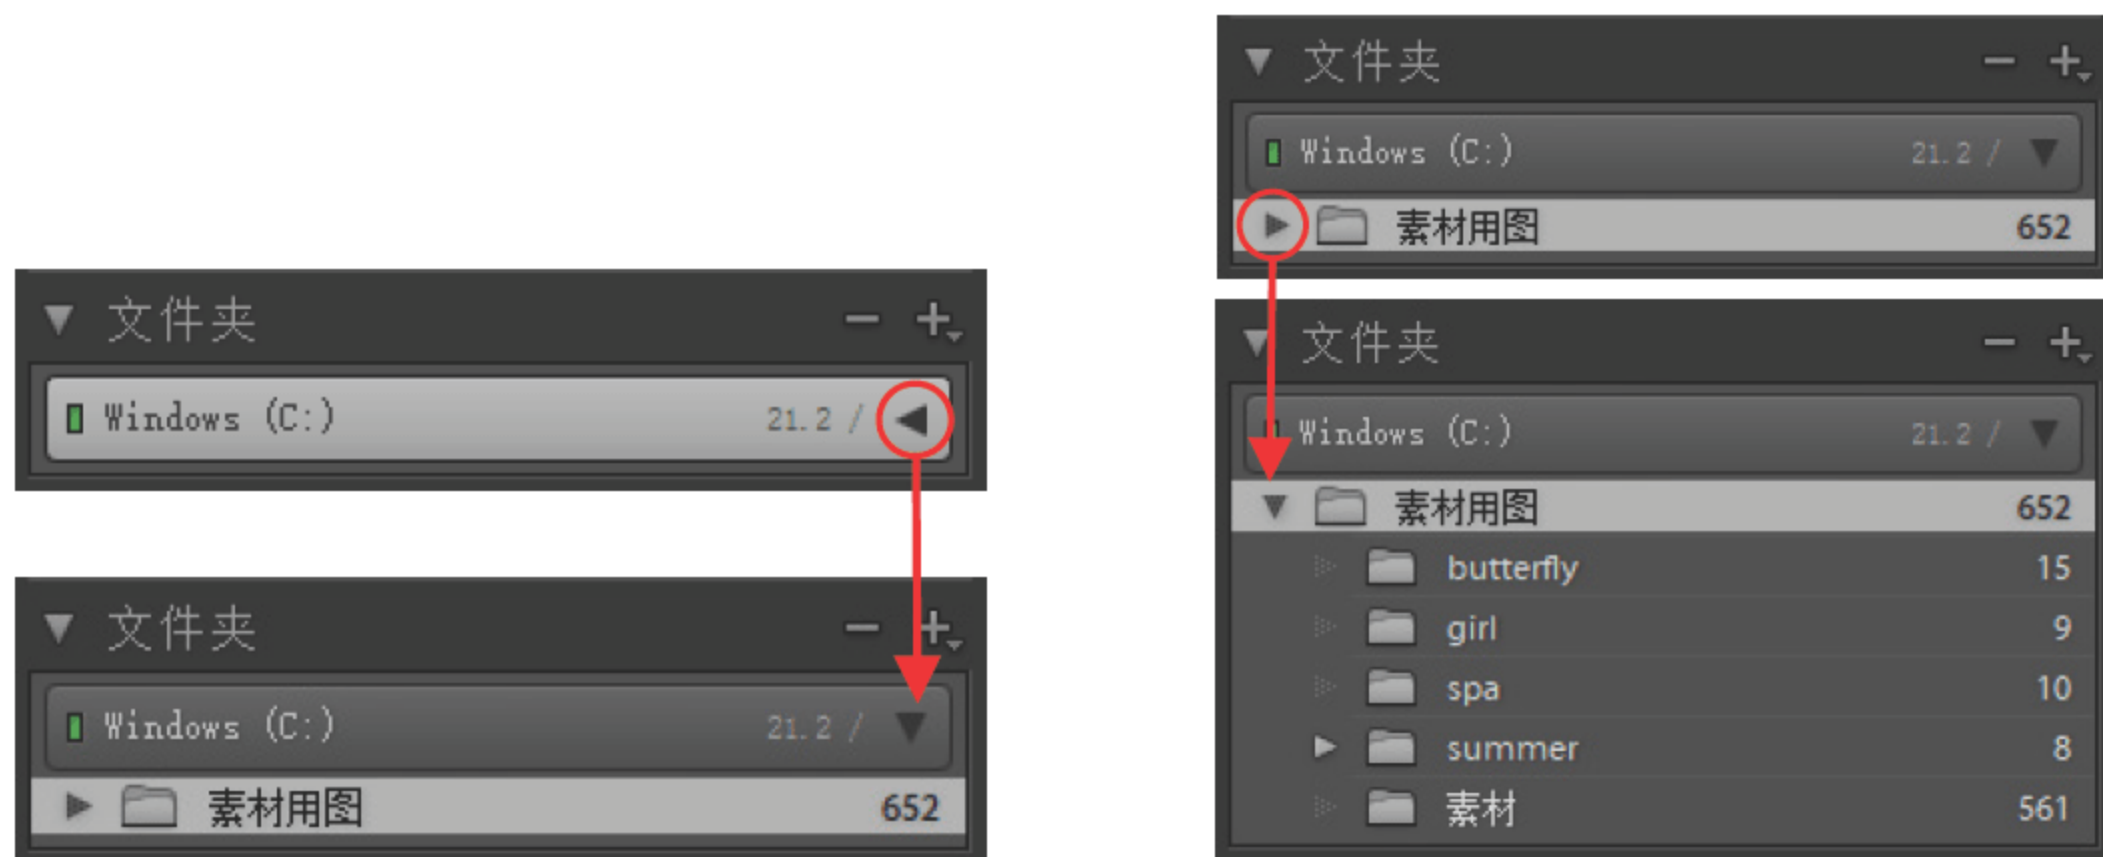 文件夹
Windows (C:) 21.2 /
文件夹
Windows (C:) 21.2 /
素材用图 652
文件夹
Windows (C:) 21.2 /
素材用图 652
文件夹
Windows (C:) 21.2 /
素材用图 652
butterfly 15
girl 9
spa 10
summer 8
素材 561